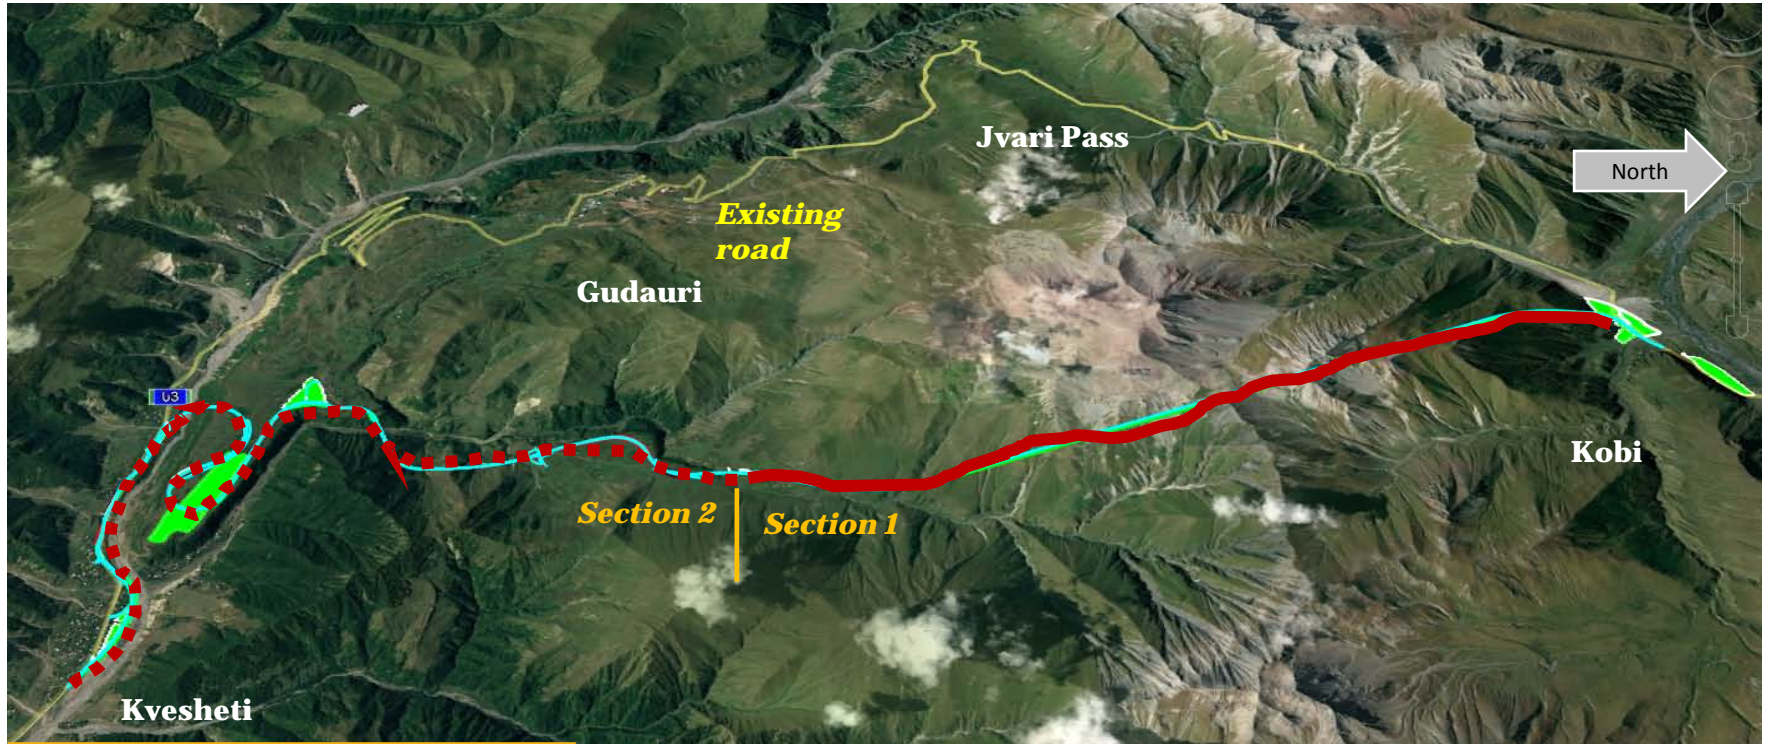 Jvari Pass
North
Existing
road
Gudauri
U3
Kobi
Section 2
Section 1
Kvesheti